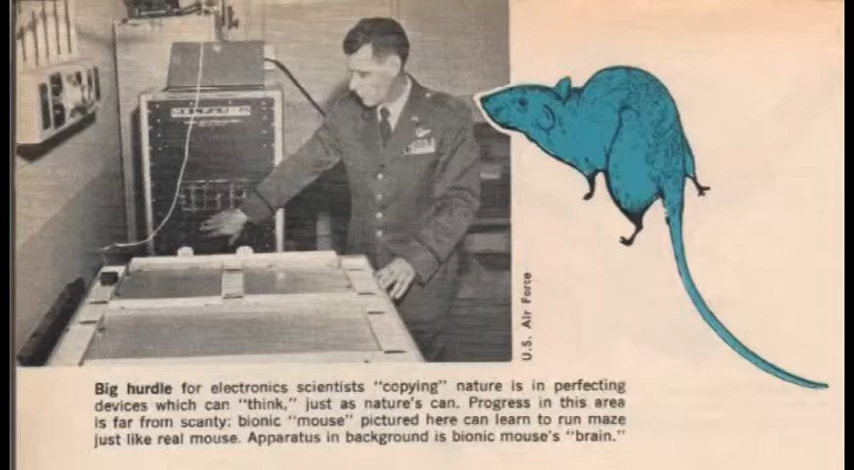 MELPAR INC
U.S. Air Force
Big hurdle for electronics scientists "copying" nature is in perfecting
devices which can "think," just as nature's can. Progress in this area
is far from scanty: bionic "mouse" pictured here can learn to run maze
just like real mouse. Apparatus in background is bionic mouse's "brain."